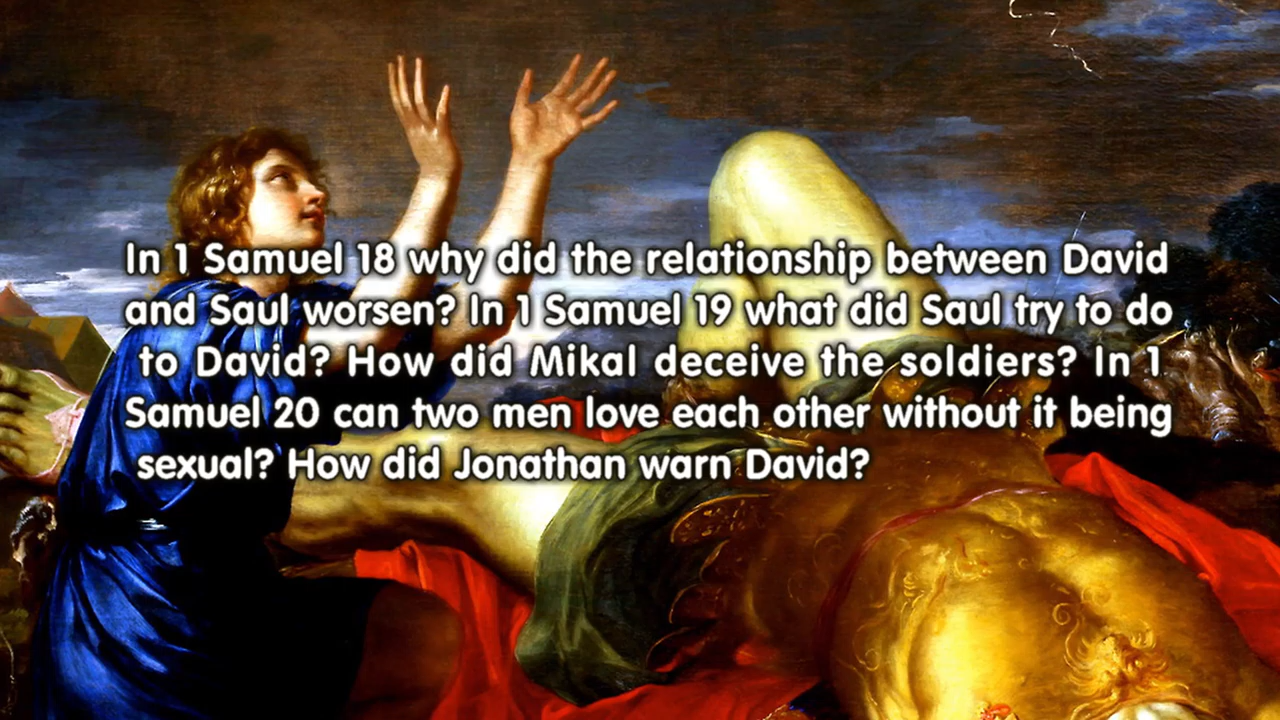 In 1 Samuel 18 why did the relationship between David
and Saul worsen? In 1 Samuel 19 what did Saul try to do
to David? How did Mikal deceive the soldiers? In 1
Samuel 20 can two men love each other without it being
sexual? How did Jonathan warn David?